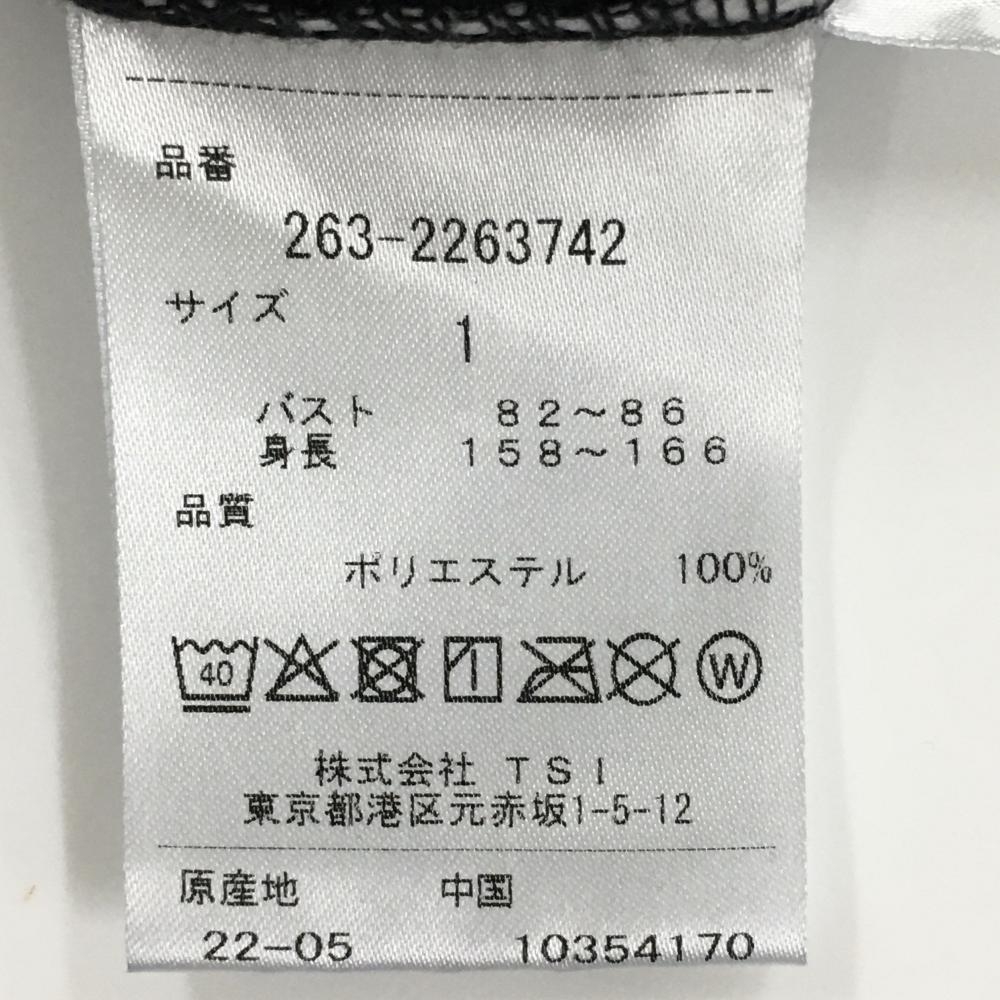 品番
263-2263742
サイズ
1
バスト 82～86
身長 158～166
品質
ポリエステル 100%
40 W
株式会社 TSI
東京都港区元赤坂1-5-12
原産地 中国
22-05 10354170